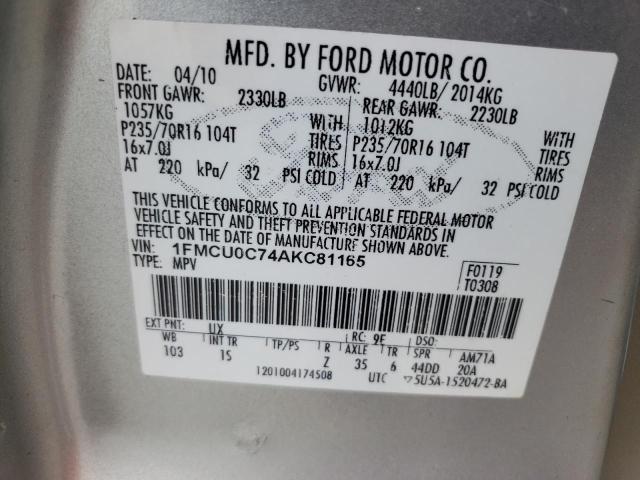 MFD. BY FORD MOTOR CO.
DATE: 04/10 GVWR: 4440LB/ 2014KG
FRONT GAWR: 2330LB REAR GAWR: 2230LB
1057KG WITH 1012KG WITH
P235/70R16 104T TIRES P235/70R16 104T TIRES
16x7.0J RIMS 16x7.0J RIMS
AT 220 kPa/ 32 PSI COLD AT 220 kPa/ 32 PSI COLD
THIS VEHICLE CONFORMS TO ALL APPLICABLE FEDERAL MOTOR
VEHICLE SAFETY AND THEFT PREVENTION STANDARDS IN
EFFECT ON THE DATE OF MANUFACTURE SHOWN ABOVE.
VIN: 1FMCU0C74AKC81165
TYPE: MPV
F0119
T0308
EXT PNT: UX RC: 9F DSO:
WB INT TR TP/PS R AXLE TR SPR AM71A
103 IS Z 35 6 44DD 20A
1201004174508 UTC 5U5A-1520472-BA